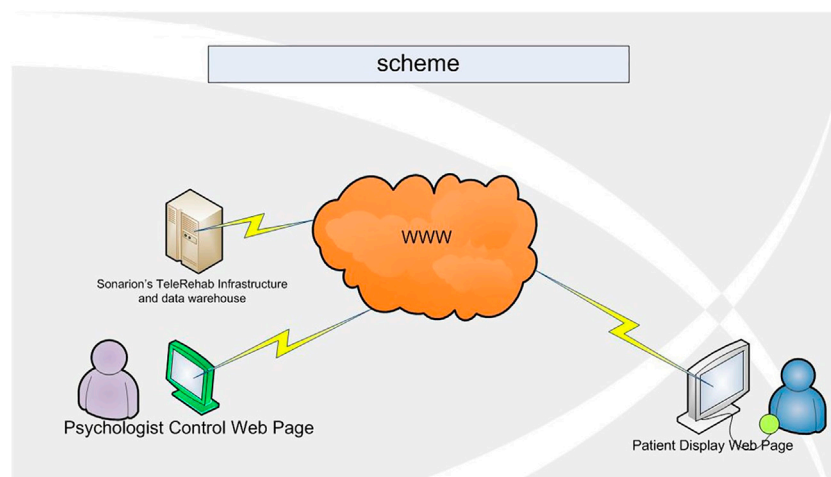 scheme
WWW
Sonarion's TeleRehab Infrastructure
and data warehouse
Psychologist Control Web Page
Patient Display Web Page